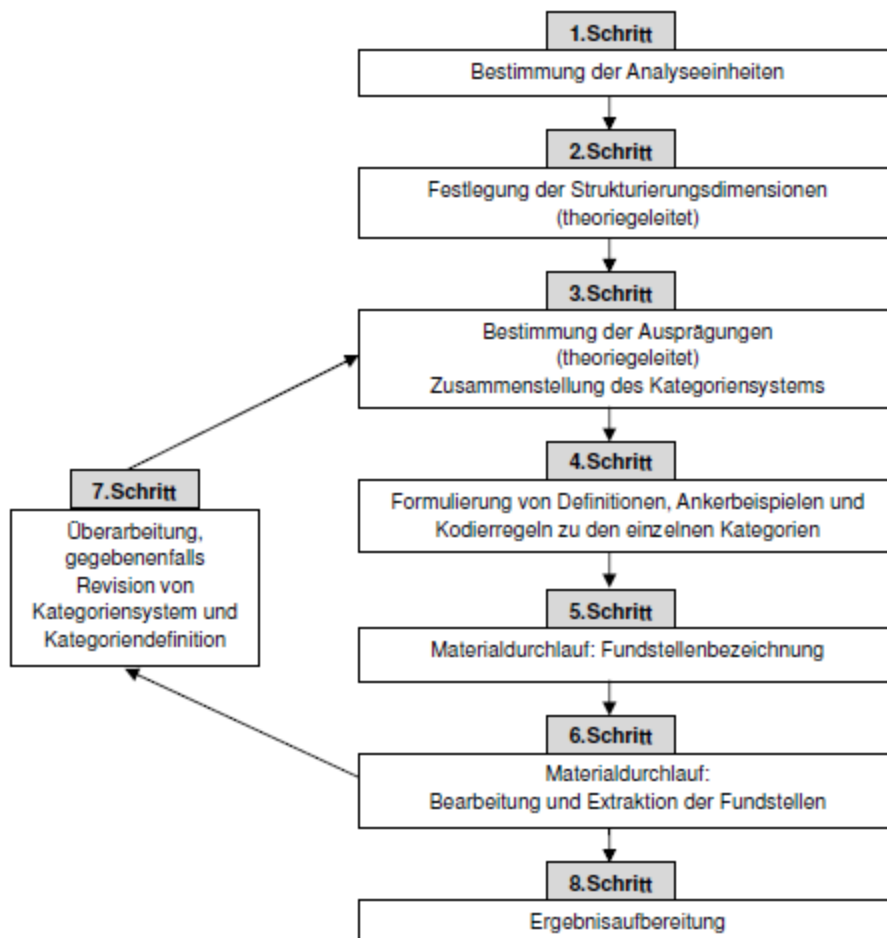 1.Schritt
Bestimmung der Analyseeinheiten
2.Schritt
Festlegung der Strukturierungsdimensionen
(theoriegeleitet)
3.Schritt
Bestimmung der Ausprägungen
(theoriegeleitet)
Zusammenstellung des Kategoriensystems
4.Schritt
Formulierung von Definitionen, Ankerbeispielen und
Kodierregeln zu den einzelnen Kategorien
5.Schritt
Materialdurchlauf: Fundstellenbezeichnung
6.Schritt
Materialdurchlauf:
Bearbeitung und Extraktion der Fundstellen
7.Schritt
Überarbeitung,
gegebenenfalls
Revision von
Kategoriensystem und
Kategoriendefinition
8.Schritt
Ergebnisaufbereitung